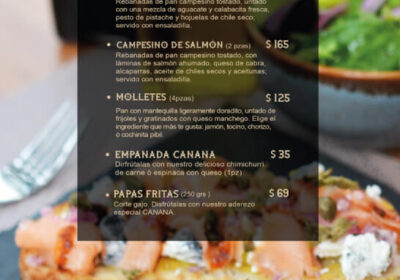 Rebanadas de pan campesino tostado, untado
con una mezcla de aguacate y calabacita fresca,
pesto de pistache y hojuelas de chile seco;
servido con ensaladilla.
• CAMPESINO DE SALMÓN (2 pzas) $ 165
Rebanadas de pan campesino tostado, con
láminas de salmón ahumado, queso de cabra,
alcaparras, aceite de chiles secos y aceitunas;
servido con ensaladilla.
• MOLLETES (4pzas) $ 125
Pan con mantequilla ligeramente doradito, untado de
frijoles y gratinados con queso manchego. Elige el
ingrediente que más te gusta: jamón, tocino, chorizo,
ó cochinita pibil.
• EMPANADA CANANA $ 35
Disfrútalas con nuestro delicioso chimichurri
de carne ó espinaca con queso (1pz)
• PAPAS FRITAS (250 gre.) $ 69
Corte gajo. Disfrútalas con nuestro aderezo
especial CANANA.